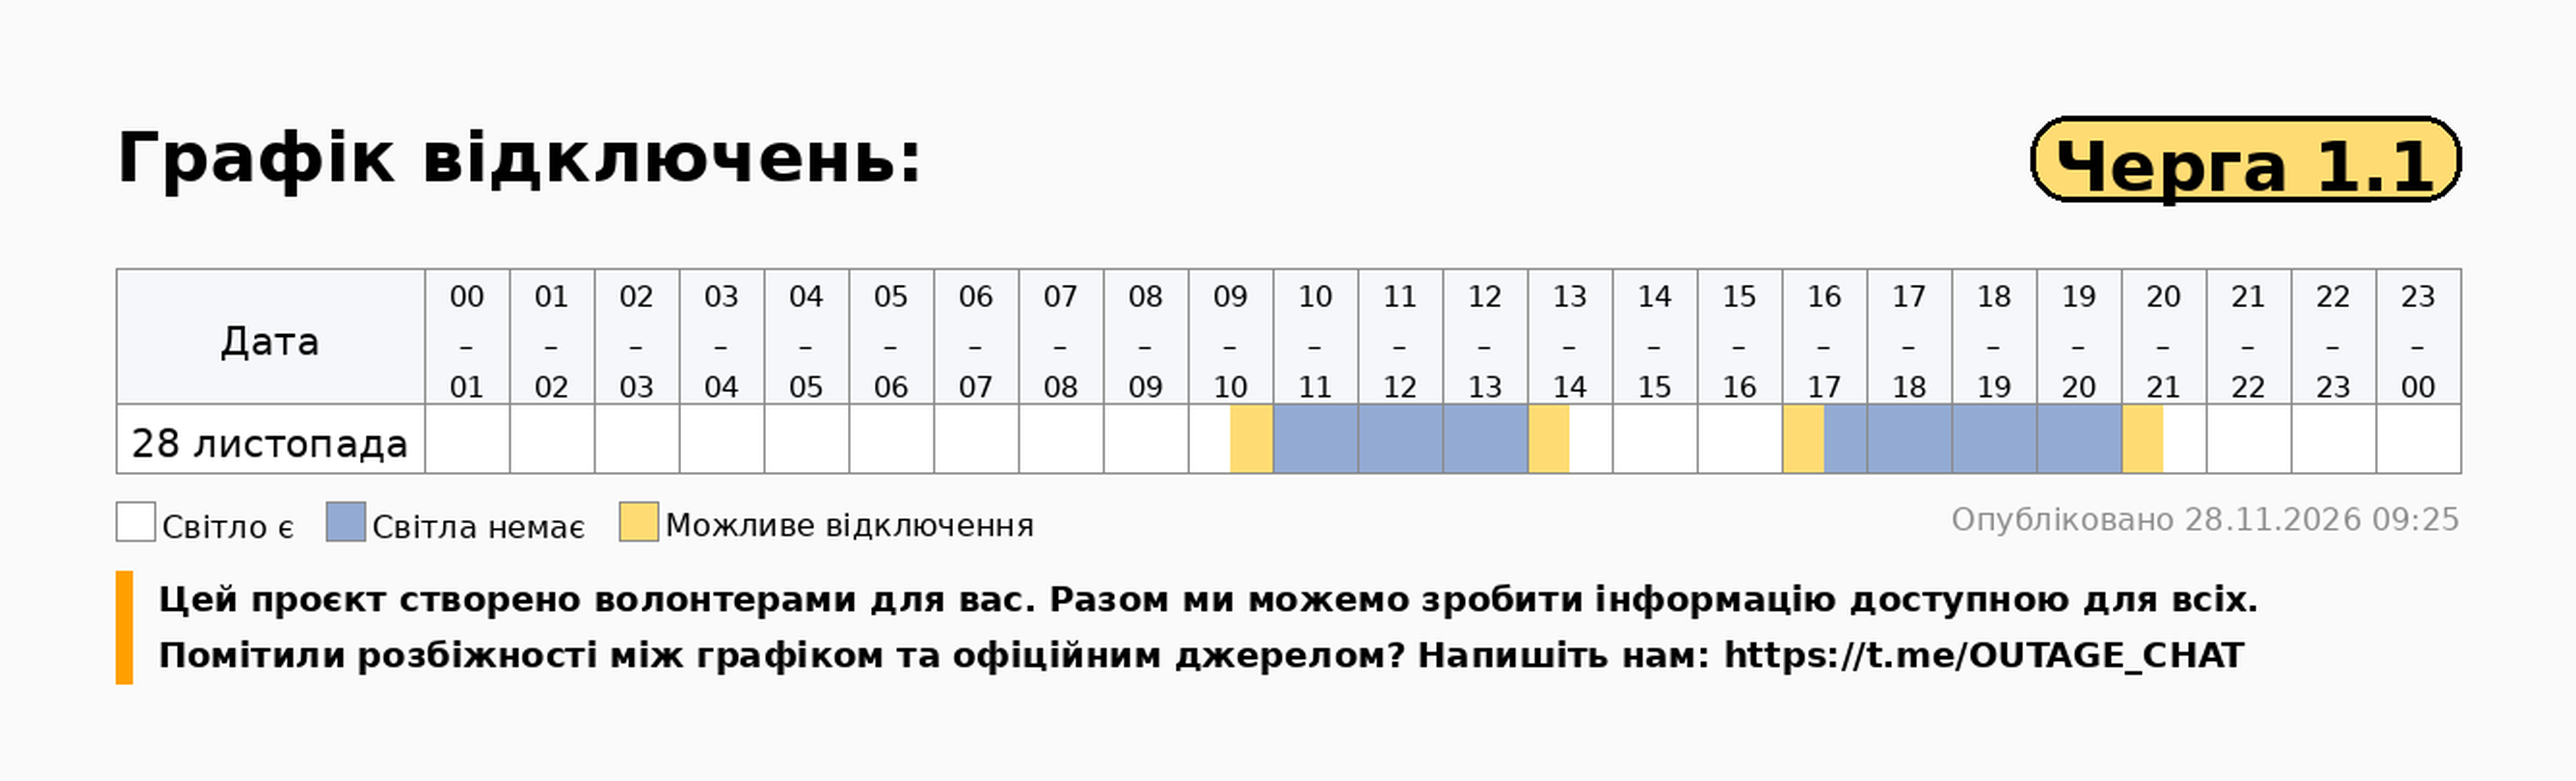 Графік відключень:
Черга 1.1
Дата 00 – 01 01 – 02 02 – 03 03 – 04 04 – 05 05 – 06 06 – 07 07 – 08 08 – 09 09 – 10 10 – 11 11 – 12 12 – 13 13 – 14 14 – 15 15 – 16 16 – 17 17 – 18 18 – 19 19 – 20 20 – 21 21 – 22 22 – 23 23 – 00
28 листопада
Світло є Світла немає Можливе відключення
Опубліковано 28.11.2026 09:25
Цей проєкт створено волонтерами для вас. Разом ми можемо зробити інформацію доступною для всіх.
Помітили розбіжності між графіком та офіційним джерелом? Напишіть нам: https://t.me/OUTAGE_CHAT